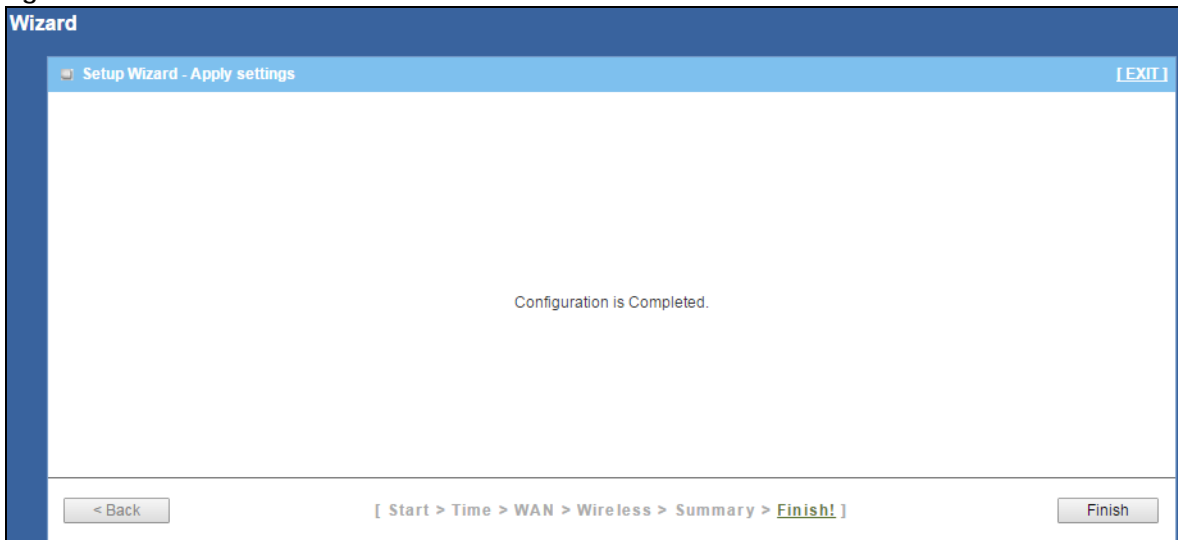 Wizard
Setup Wizard - Apply settings [ EXIT ]
Configuration is Completed.
< Back [ Start > Time > WAN > Wireless > Summary > Finish! ] Finish